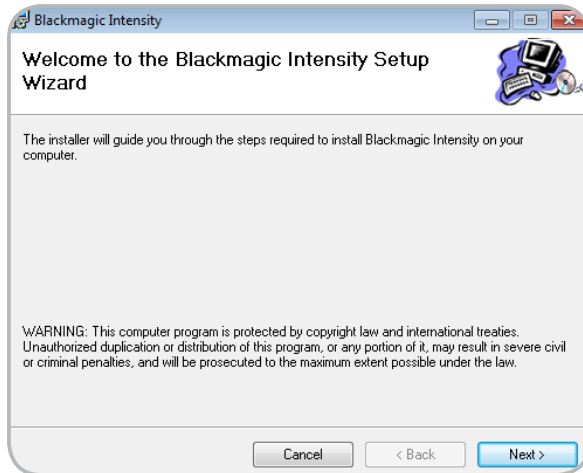 Blackmagic Intensity
Welcome to the Blackmagic Intensity Setup
Wizard
The installer will guide you through the steps required to install Blackmagic Intensity on your
computer.
WARNING: This computer program is protected by copyright law and international treaties.
Unauthorized duplication or distribution of this program, or any portion of it, may result in severe civil
or criminal penalties, and will be prosecuted to the maximum extent possible under the law.
Cancel
< Back
Next >